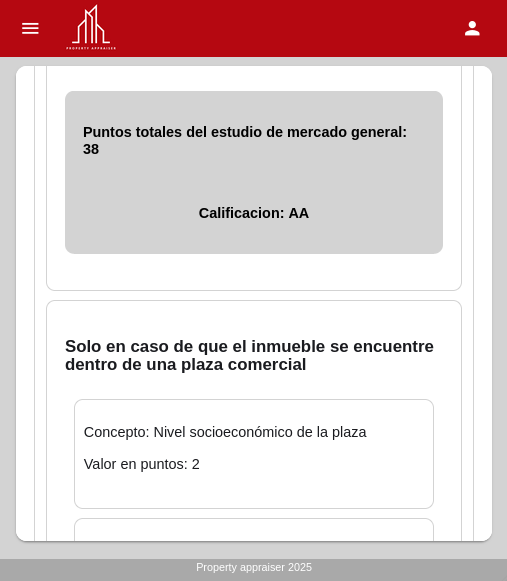 PROPERTY APPRAISER
Puntos totales del estudio de mercado general:
38
Calificacion: AA
Solo en caso de que el inmueble se encuentre
dentro de una plaza comercial
Concepto: Nivel socioeconómico de la plaza
Valor en puntos: 2
Property appraiser 2025